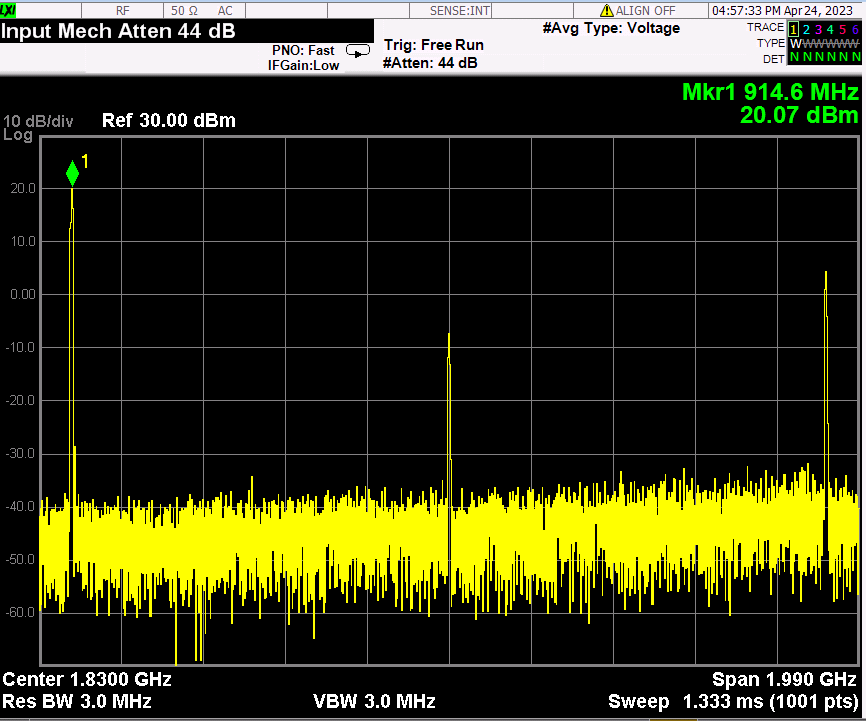 LXI RF 50 Ω AC SENSE:INT ALIGN OFF 04:57:33 PM Apr 24, 2023
Input Mech Atten 44 dB
PNO: Fast
IFGain:Low
Trig: Free Run
#Atten: 44 dB
#Avg Type: Voltage
TRACE 1 2 3 4 5 6
TYPE WWWWWW
DET N N N N N N
Mkr1 914.6 MHz
20.07 dBm
10 dB/div
Log
Ref 30.00 dBm
1
20.0
10.0
0.00
-10.0
-20.0
-30.0
-40.0
-50.0
-60.0
Center 1.8300 GHz Span 1.990 GHz
Res BW 3.0 MHz VBW 3.0 MHz Sweep 1.333 ms (1001 pts)